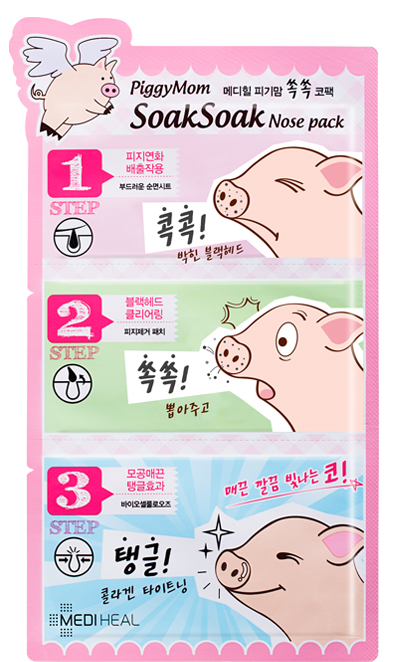 PiggyMom 메디힐 피기맘 쏙쏙 코팩
SoakSoak Nose pack
1
STEP
피지연화
배출작용
부드러운 순면시트
콕콕!
박힌 블랙헤드
2
STEP
블랙헤드
클리어링
피지제거 패치
쏙쏙!
뽑아주고
3
STEP
모공매끈
탱글효과
바이오셀룰로오즈
매끈 깔끔 빛나는 코!
탱글!
콜라겐 타이트닝
MEDIHEAL